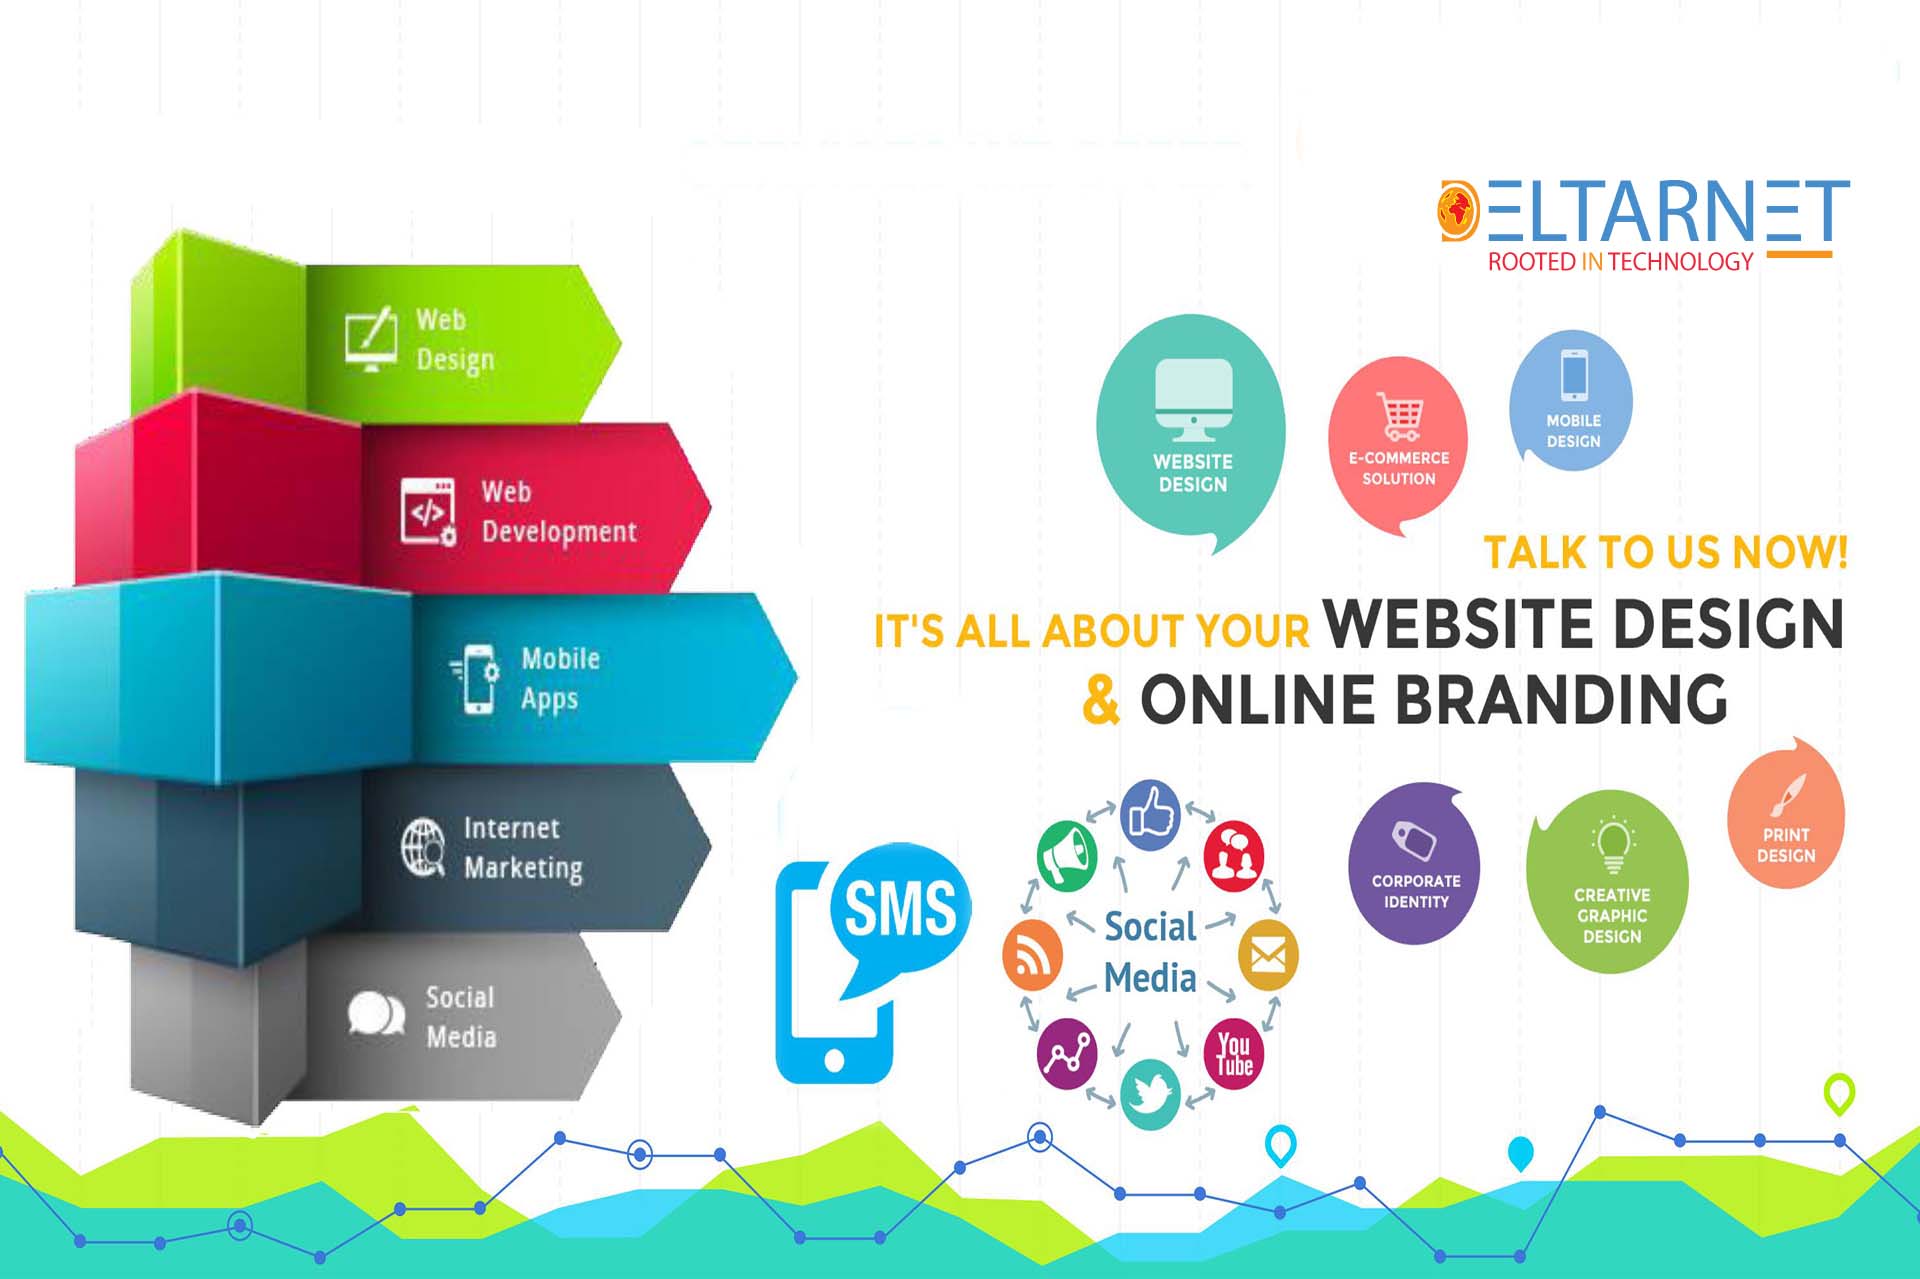 DELTARNET
ROOTED IN TECHNOLOGY
Web
Design
Web
Development
Mobile
Apps
Internet
Marketing
Social
Media
WEBSITE
DESIGN
E-COMMERCE
SOLUTION
MOBILE
DESIGN
TALK TO US NOW!
IT'S ALL ABOUT YOUR WEBSITE DESIGN
& ONLINE BRANDING
SMS
Social
Media
You
Tube
CORPORATE
IDENTITY
CREATIVE
GRAPHIC
DESIGN
PRINT
DESIGN